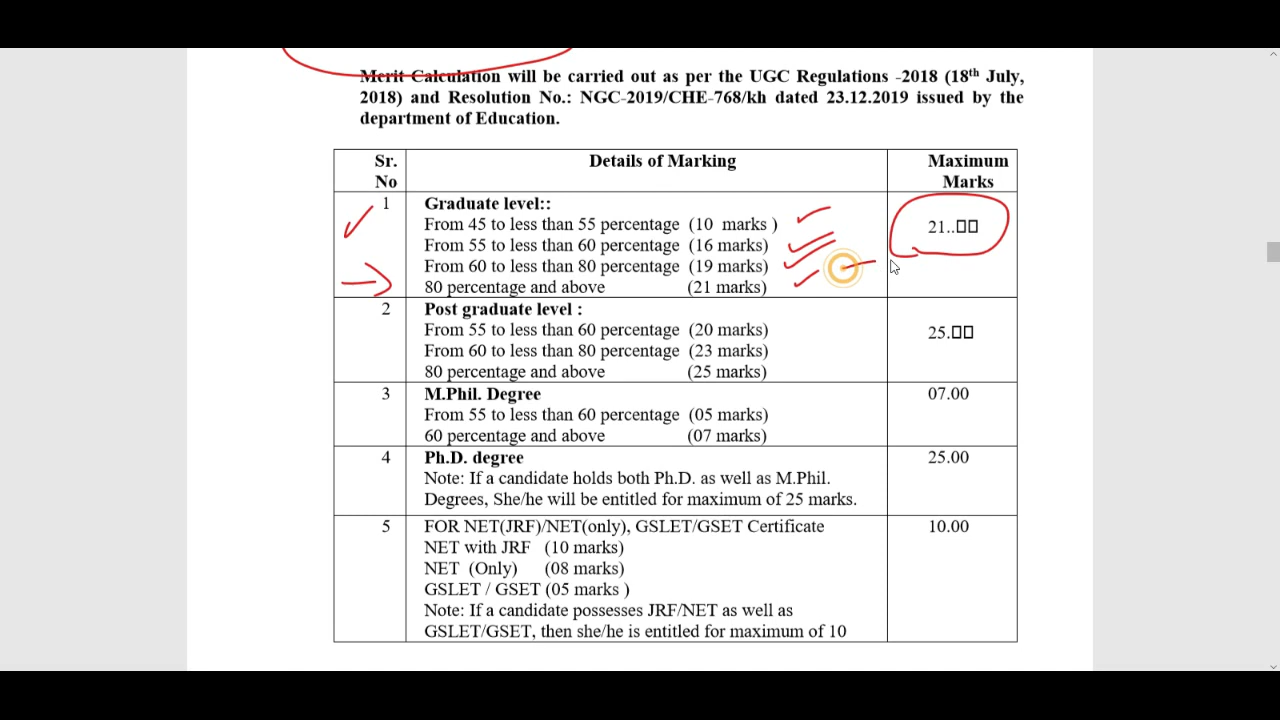 Merit Calculation will be carried out as per the UGC Regulations -2018 (18th July,
2018) and Resolution No.: NGC-2019/CHE-768/kh dated 23.12.2019 issued by the
department of Education.
Sr. No Details of Marking Maximum Marks
1 Graduate level:: 21..□□
From 45 to less than 55 percentage (10 marks )
From 55 to less than 60 percentage (16 marks)
From 60 to less than 80 percentage (19 marks)
80 percentage and above (21 marks)
2 Post graduate level : 25.□□
From 55 to less than 60 percentage (20 marks)
From 60 to less than 80 percentage (23 marks)
80 percentage and above (25 marks)
3 M.Phil. Degree 07.00
From 55 to less than 60 percentage (05 marks)
60 percentage and above (07 marks)
4 Ph.D. degree 25.00
Note: If a candidate holds both Ph.D. as well as M.Phil.
Degrees, She/he will be entitled for maximum of 25 marks.
5 FOR NET(JRF)/NET(only), GSLET/GSET Certificate 10.00
NET with JRF (10 marks)
NET (Only) (08 marks)
GSLET / GSET (05 marks )
Note: If a candidate possesses JRF/NET as well as
GSLET/GSET, then she/he is entitled for maximum of 10